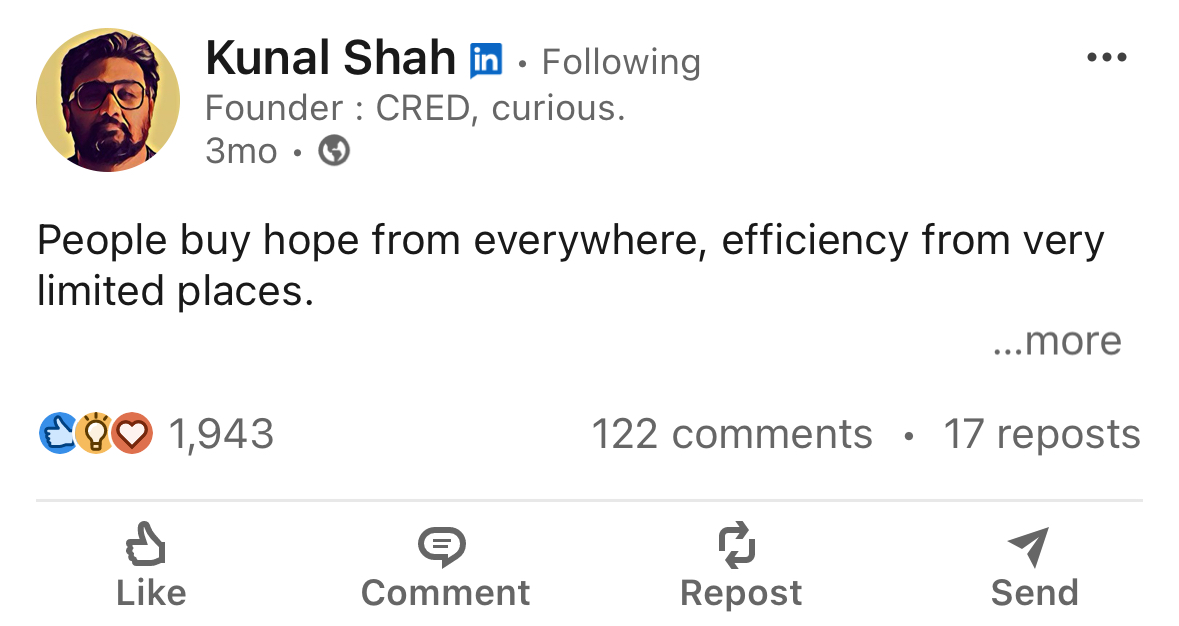 Kunal Shah in • Following
Founder : CRED, curious.
3mo •
People buy hope from everywhere, efficiency from very
limited places.
...more
1,943 122 comments • 17 reposts
Like Comment Repost Send